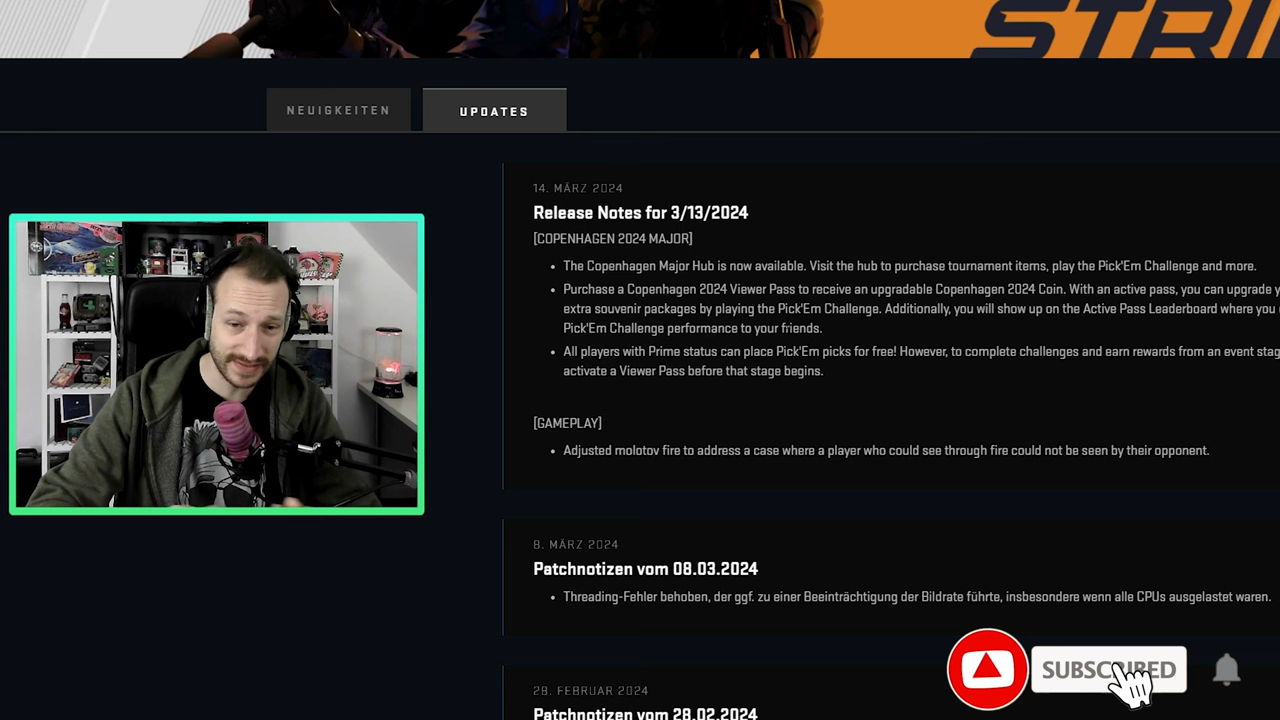 STRI
NEUIGKEITEN
UPDATES
14. MÄRZ 2024
Release Notes for 3/13/2024
[COPENHAGEN 2024 MAJOR]
• The Copenhagen Major Hub is now available. Visit the hub to purchase tournament items, play the Pick'Em Challenge and more.
• Purchase a Copenhagen 2024 Viewer Pass to receive an upgradable Copenhagen 2024 Coin. With an active pass, you can upgrade y
extra souvenir packages by playing the Pick'Em Challenge. Additionally, you will show up on the Active Pass Leaderboard where you
Pick'Em Challenge performance to your friends.
• All players with Prime status can place Pick'Em picks for free! However, to complete challenges and earn rewards from an event stag
activate a Viewer Pass before that stage begins.
[GAMEPLAY]
• Adjusted molotov fire to address a case where a player who could see through fire could not be seen by their opponent.
8. MÄRZ 2024
Patchnotizen vom 08.03.2024
• Threading-Fehler behoben, der ggf. zu einer Beeinträchtigung der Bildrate führte, insbesondere wenn alle CPUs ausgelastet waren.
28. FEBRUAR 2024
Patchnotizen vom 28.02.2024
SUBSCRIBED